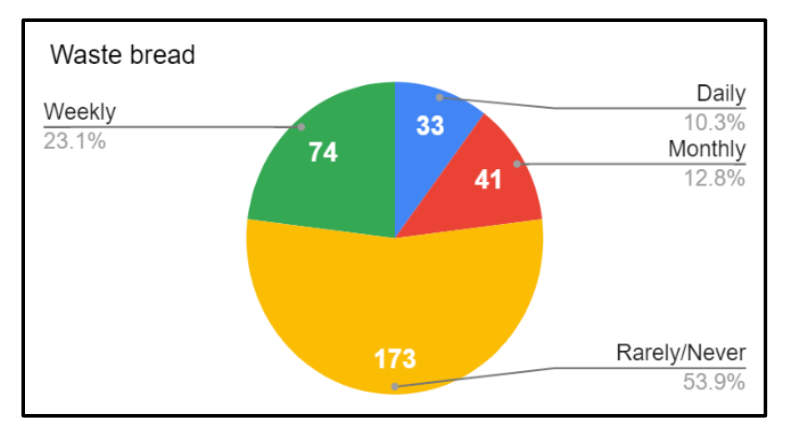 Waste bread
Weekly
23.1%
74
33
Daily
10.3%
Monthly
12.8%
41
173
Rarely/Never
53.9%